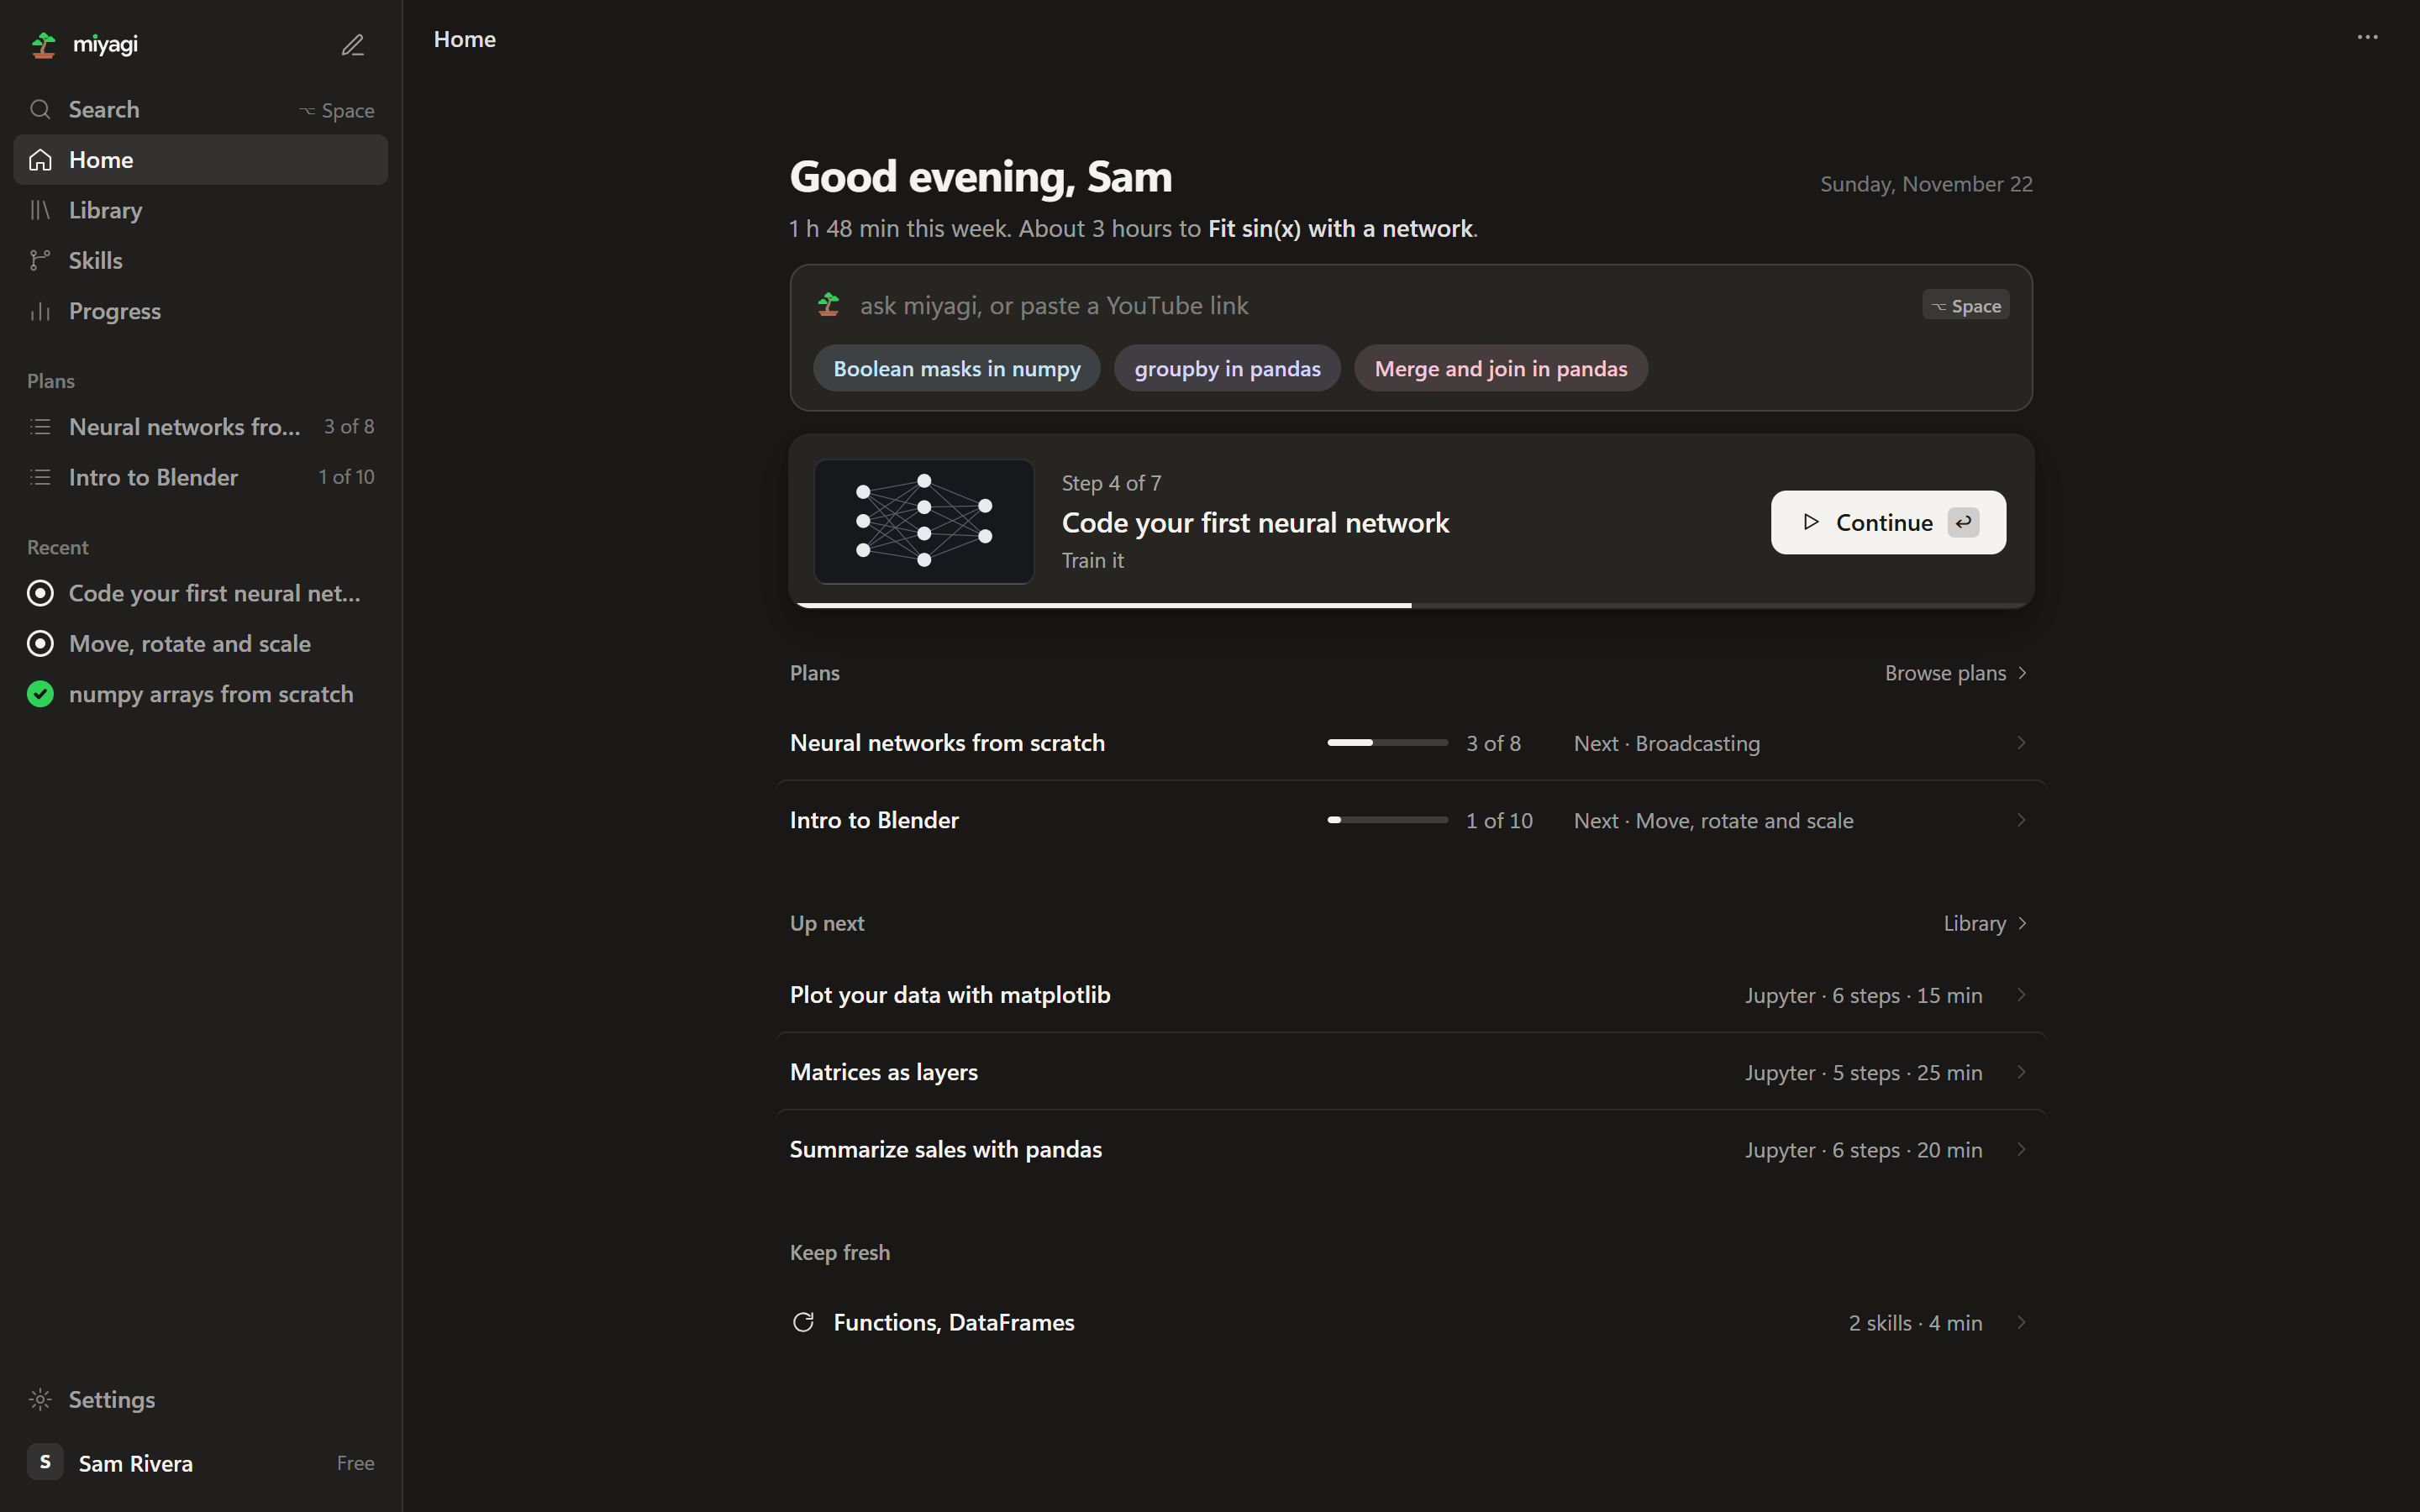 miyagi
Search ⌥ Space
Home
Library
Skills
Progress
Plans
Neural networks fro... 3 of 8
Intro to Blender 1 of 10
Recent
Code your first neural net...
Move, rotate and scale
numpy arrays from scratch
Settings
S Sam Rivera Free
Home
Good evening, Sam
Sunday, November 22
1 h 48 min this week. About 3 hours to Fit sin(x) with a network.
ask miyagi, or paste a YouTube link ⌥ Space
Boolean masks in numpy groupby in pandas Merge and join in pandas
Step 4 of 7
Code your first neural network
Train it
Continue
Plans Browse plans
Neural networks from scratch 3 of 8 Next · Broadcasting
Intro to Blender 1 of 10 Next · Move, rotate and scale
Up next Library
Plot your data with matplotlib Jupyter · 6 steps · 15 min
Matrices as layers Jupyter · 5 steps · 25 min
Summarize sales with pandas Jupyter · 6 steps · 20 min
Keep fresh
Functions, DataFrames 2 skills · 4 min